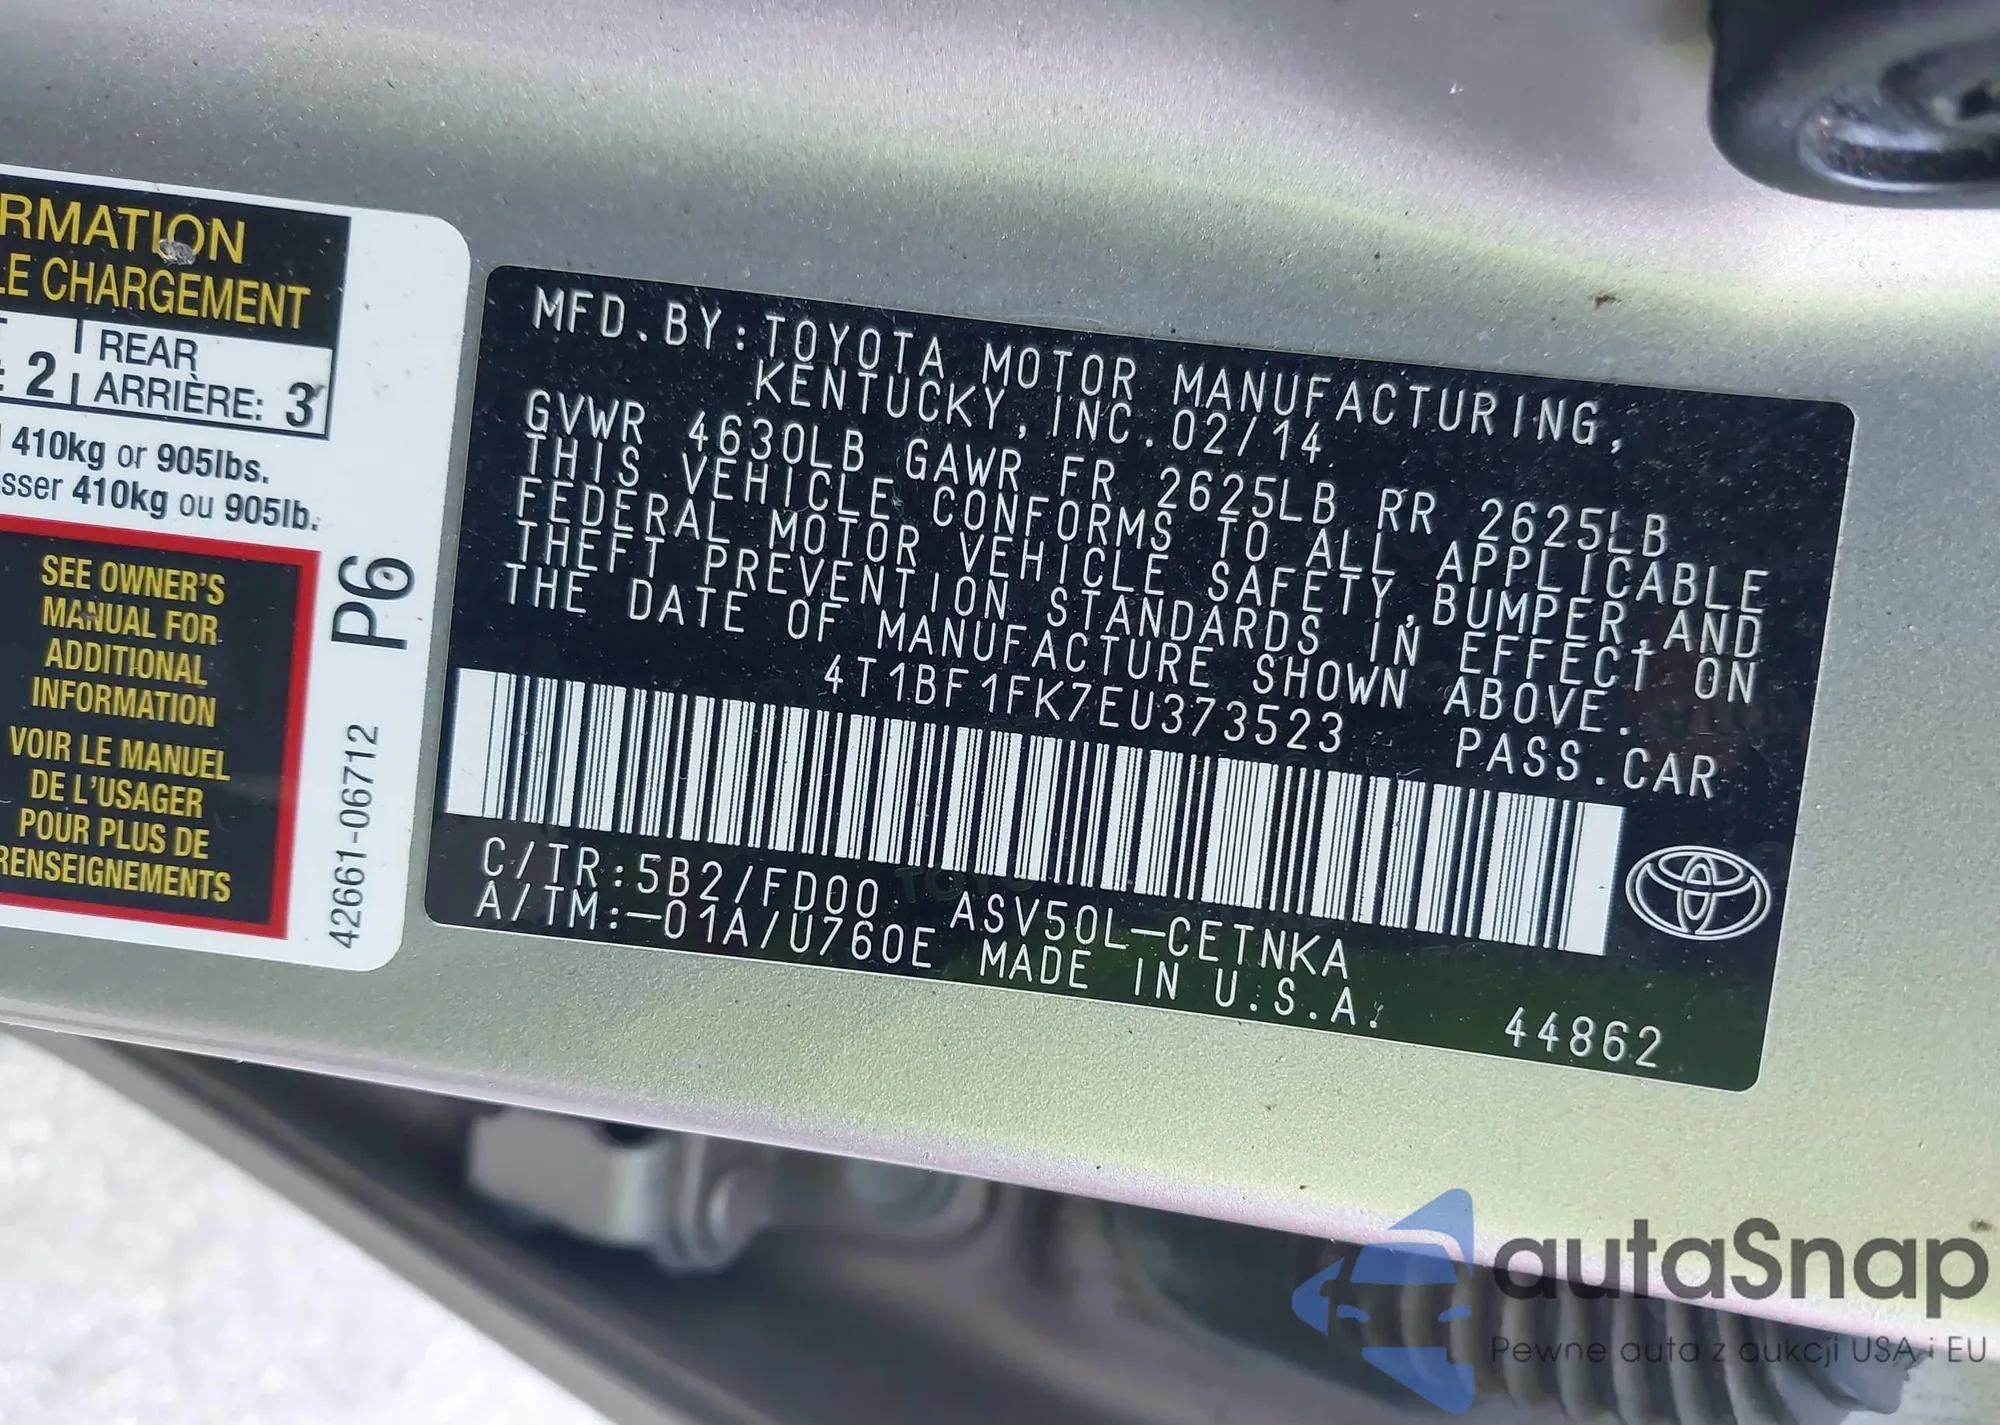 RMATION
LE CHARGEMENT
2
REAR
ARRIÈRE: 3
410kg or 905lbs.
sser 410kg ou 905lb.
SEE OWNER'S
MANUAL FOR
ADDITIONAL
INFORMATION
VOIR LE MANUEL
DE L'USAGER
POUR PLUS DE
RENSEIGNEMENTS
P6
42661-06712
MFD.BY:TOYOTA MOTOR MANUFACTURING,
KENTUCKY,INC.02/14
GVWR 4630LB GAWR FR 2625LB RR 2625LB
THIS VEHICLE CONFORMS TO ALL APPLICABLE
FEDERAL MOTOR VEHICLE SAFETY,BUMPER,AND
THEFT PREVENTION STANDARDS IN EFFECT ON
THE DATE OF MANUFACTURE SHOWN ABOVE.
4T1BF1FK7EU373523 PASS.CAR
C/TR:5B2/FD00 ASV50L-CETNKA
A/TM:-01A/U760E MADE IN U.S.A. 44862
autaSnap
Pewne auta z aukcji USA i EU